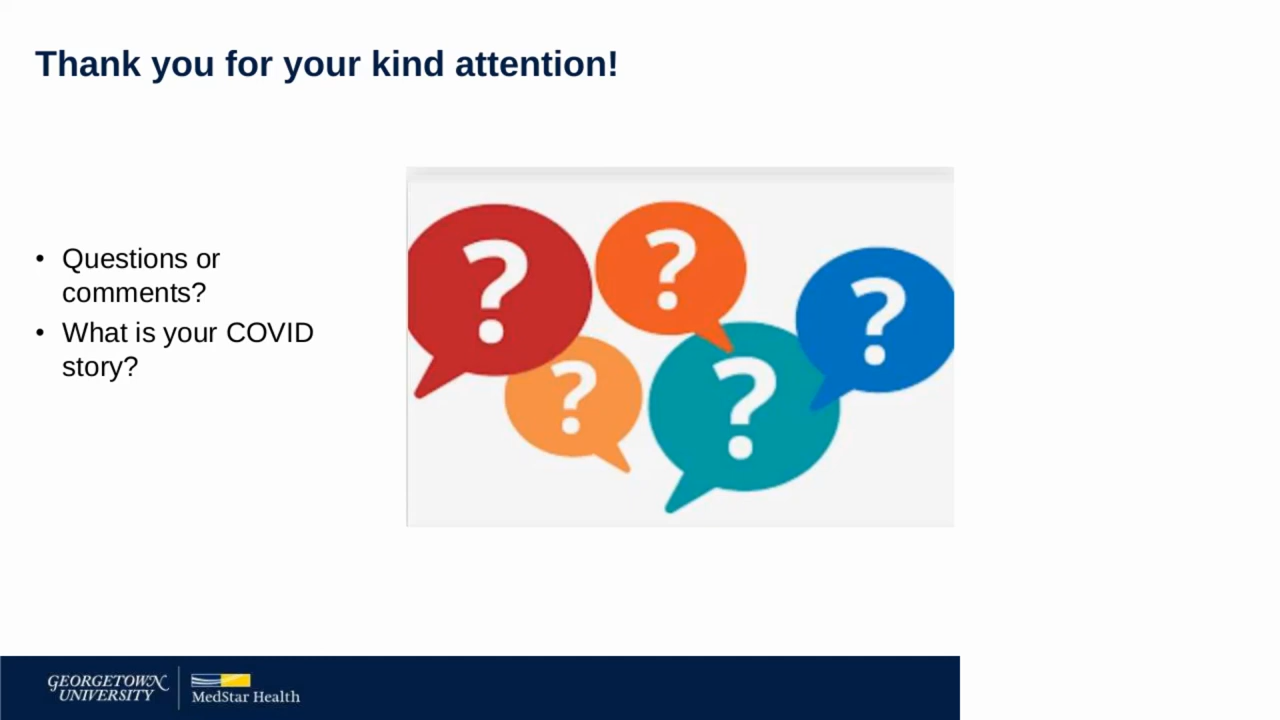 Thank you for your kind attention!
• Questions or
comments?
• What is your COVID
story?
? ? ? ? ?
GEORGETOWN
UNIVERSITY
MedStar Health